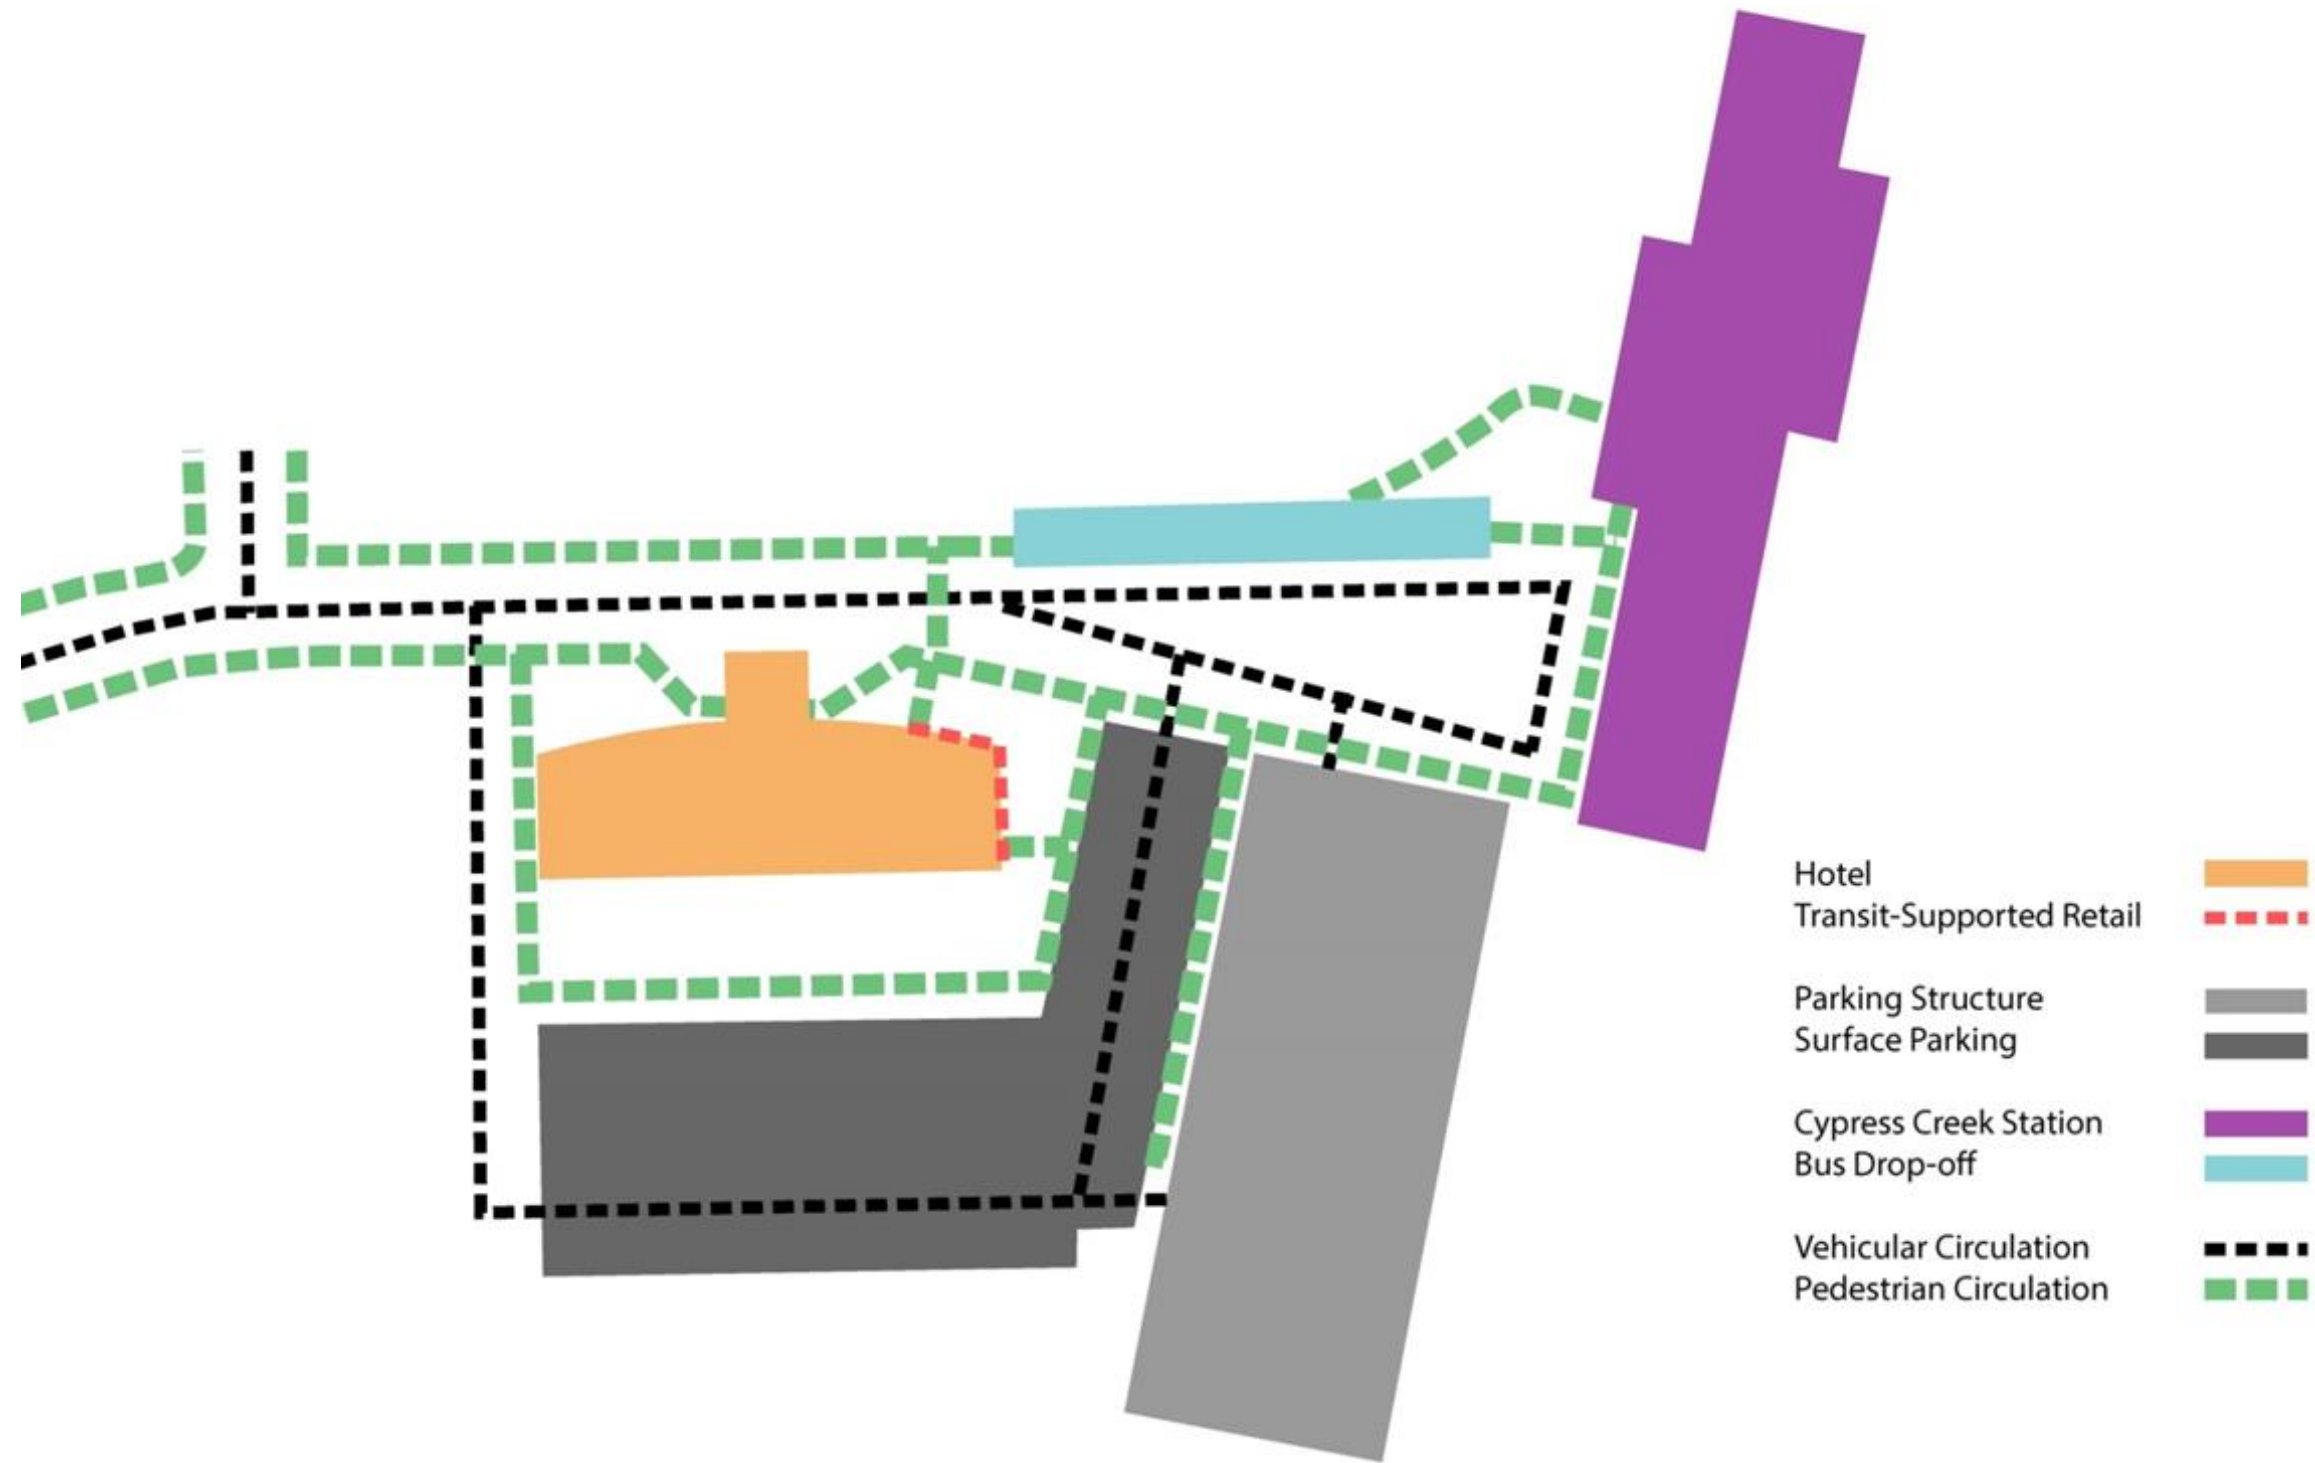 Hotel
Transit-Supported Retail
Parking Structure
Surface Parking
Cypress Creek Station
Bus Drop-off
Vehicular Circulation
Pedestrian Circulation